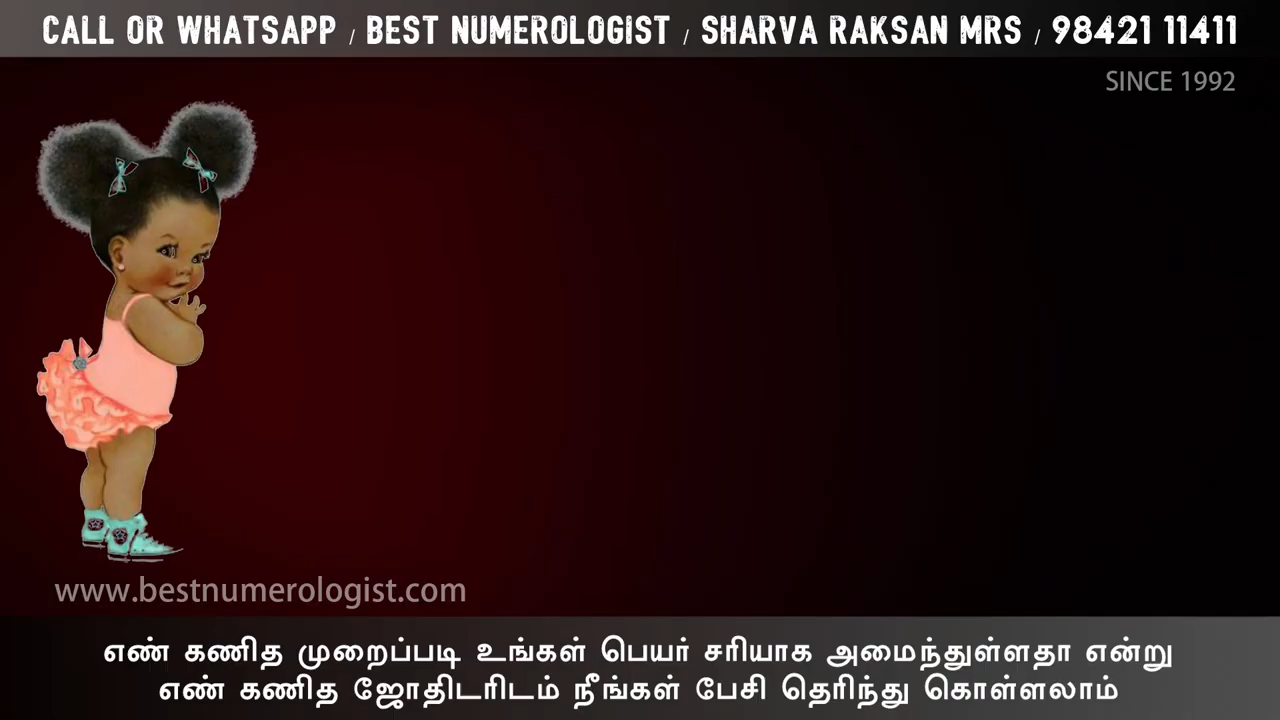 CALL OR WHATSAPP / BEST NUMEROLOGIST / SHARVA RAKSAN MRS / 98421 11411
SINCE 1992
www.bestnumerologist.com
எண் கணித முறைப்படி உங்கள் பெயர் சரியாக அமைந்துள்ளதா என்று
எண் கணித ஜோதிடரிடம் நீங்கள் பேசி தெரிந்து கொள்ளலாம்